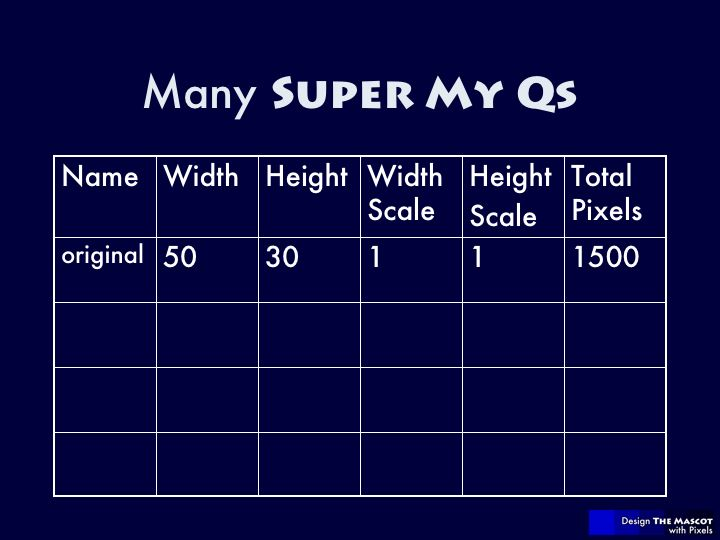 Many Super My Qs
Name Width Height Width Scale Height Scale Total Pixels
original 50 30 1 1 1500
Design The Mascot
with Pixels